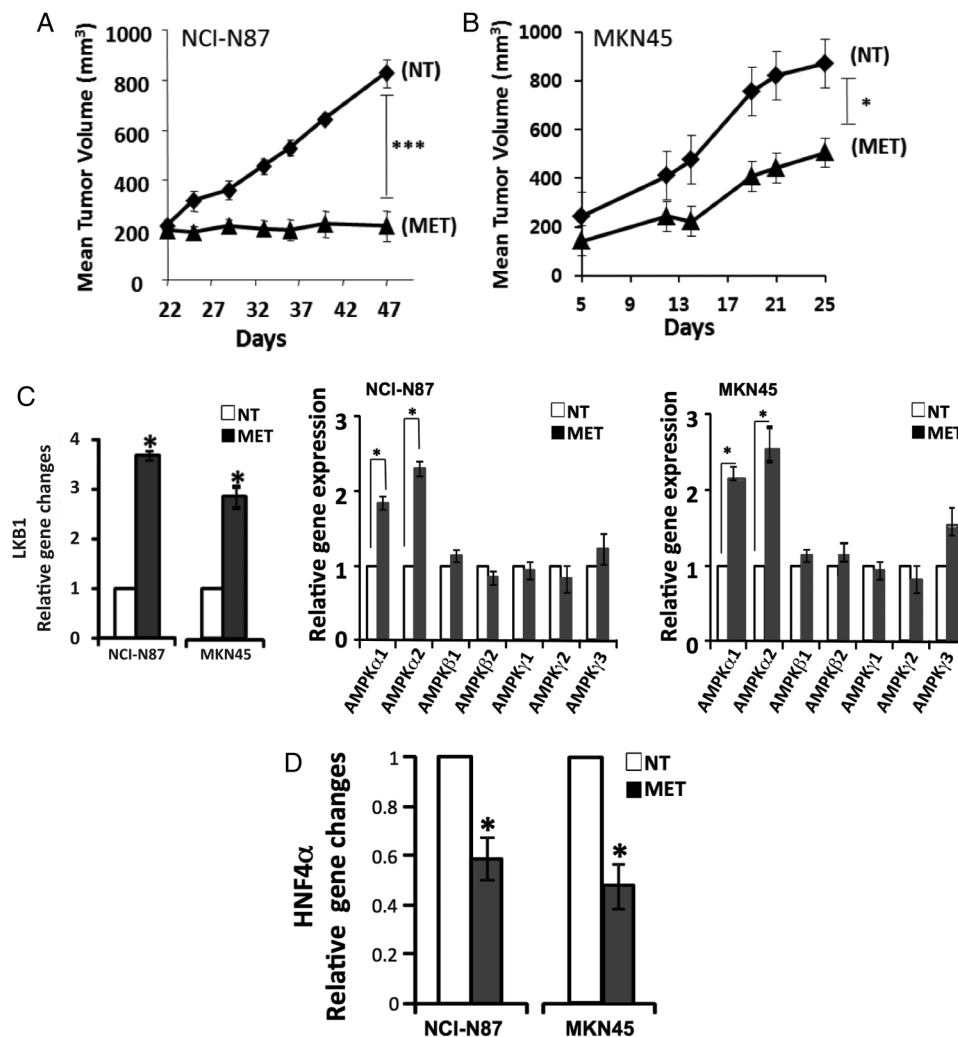 A
NCI-N87
Mean Tumor Volume (mm³)
1000
800
600
400
200
0
(NT)
***
(MET)
22 27 32 37 42 47
Days
B
MKN45
Mean Tumor Volume (mm³)
1000
800
600
400
200
0
(NT)
*
(MET)
5 9 13 17 21 25
Days
C
NT
MET
LKB1
Relative gene changes
4
3
2
1
0
* *
NCI-N87 MKN45
NCI-N87
NT
MET
Relative gene expression
3
2
1
0
* *
AMPKα1 AMPKα2 AMPKβ1 AMPKβ2 AMPKγ1 AMPKγ2 AMPKγ3
MKN45
NT
MET
Relative gene expression
3
2
1
0
* *
AMPKα1 AMPKα2 AMPKβ1 AMPKβ2 AMPKγ1 AMPKγ2 AMPKγ3
D
NT
MET
HNF4α
Relative gene changes
1
0.8
0.6
0.4
0.2
0
* *
NCI-N87 MKN45